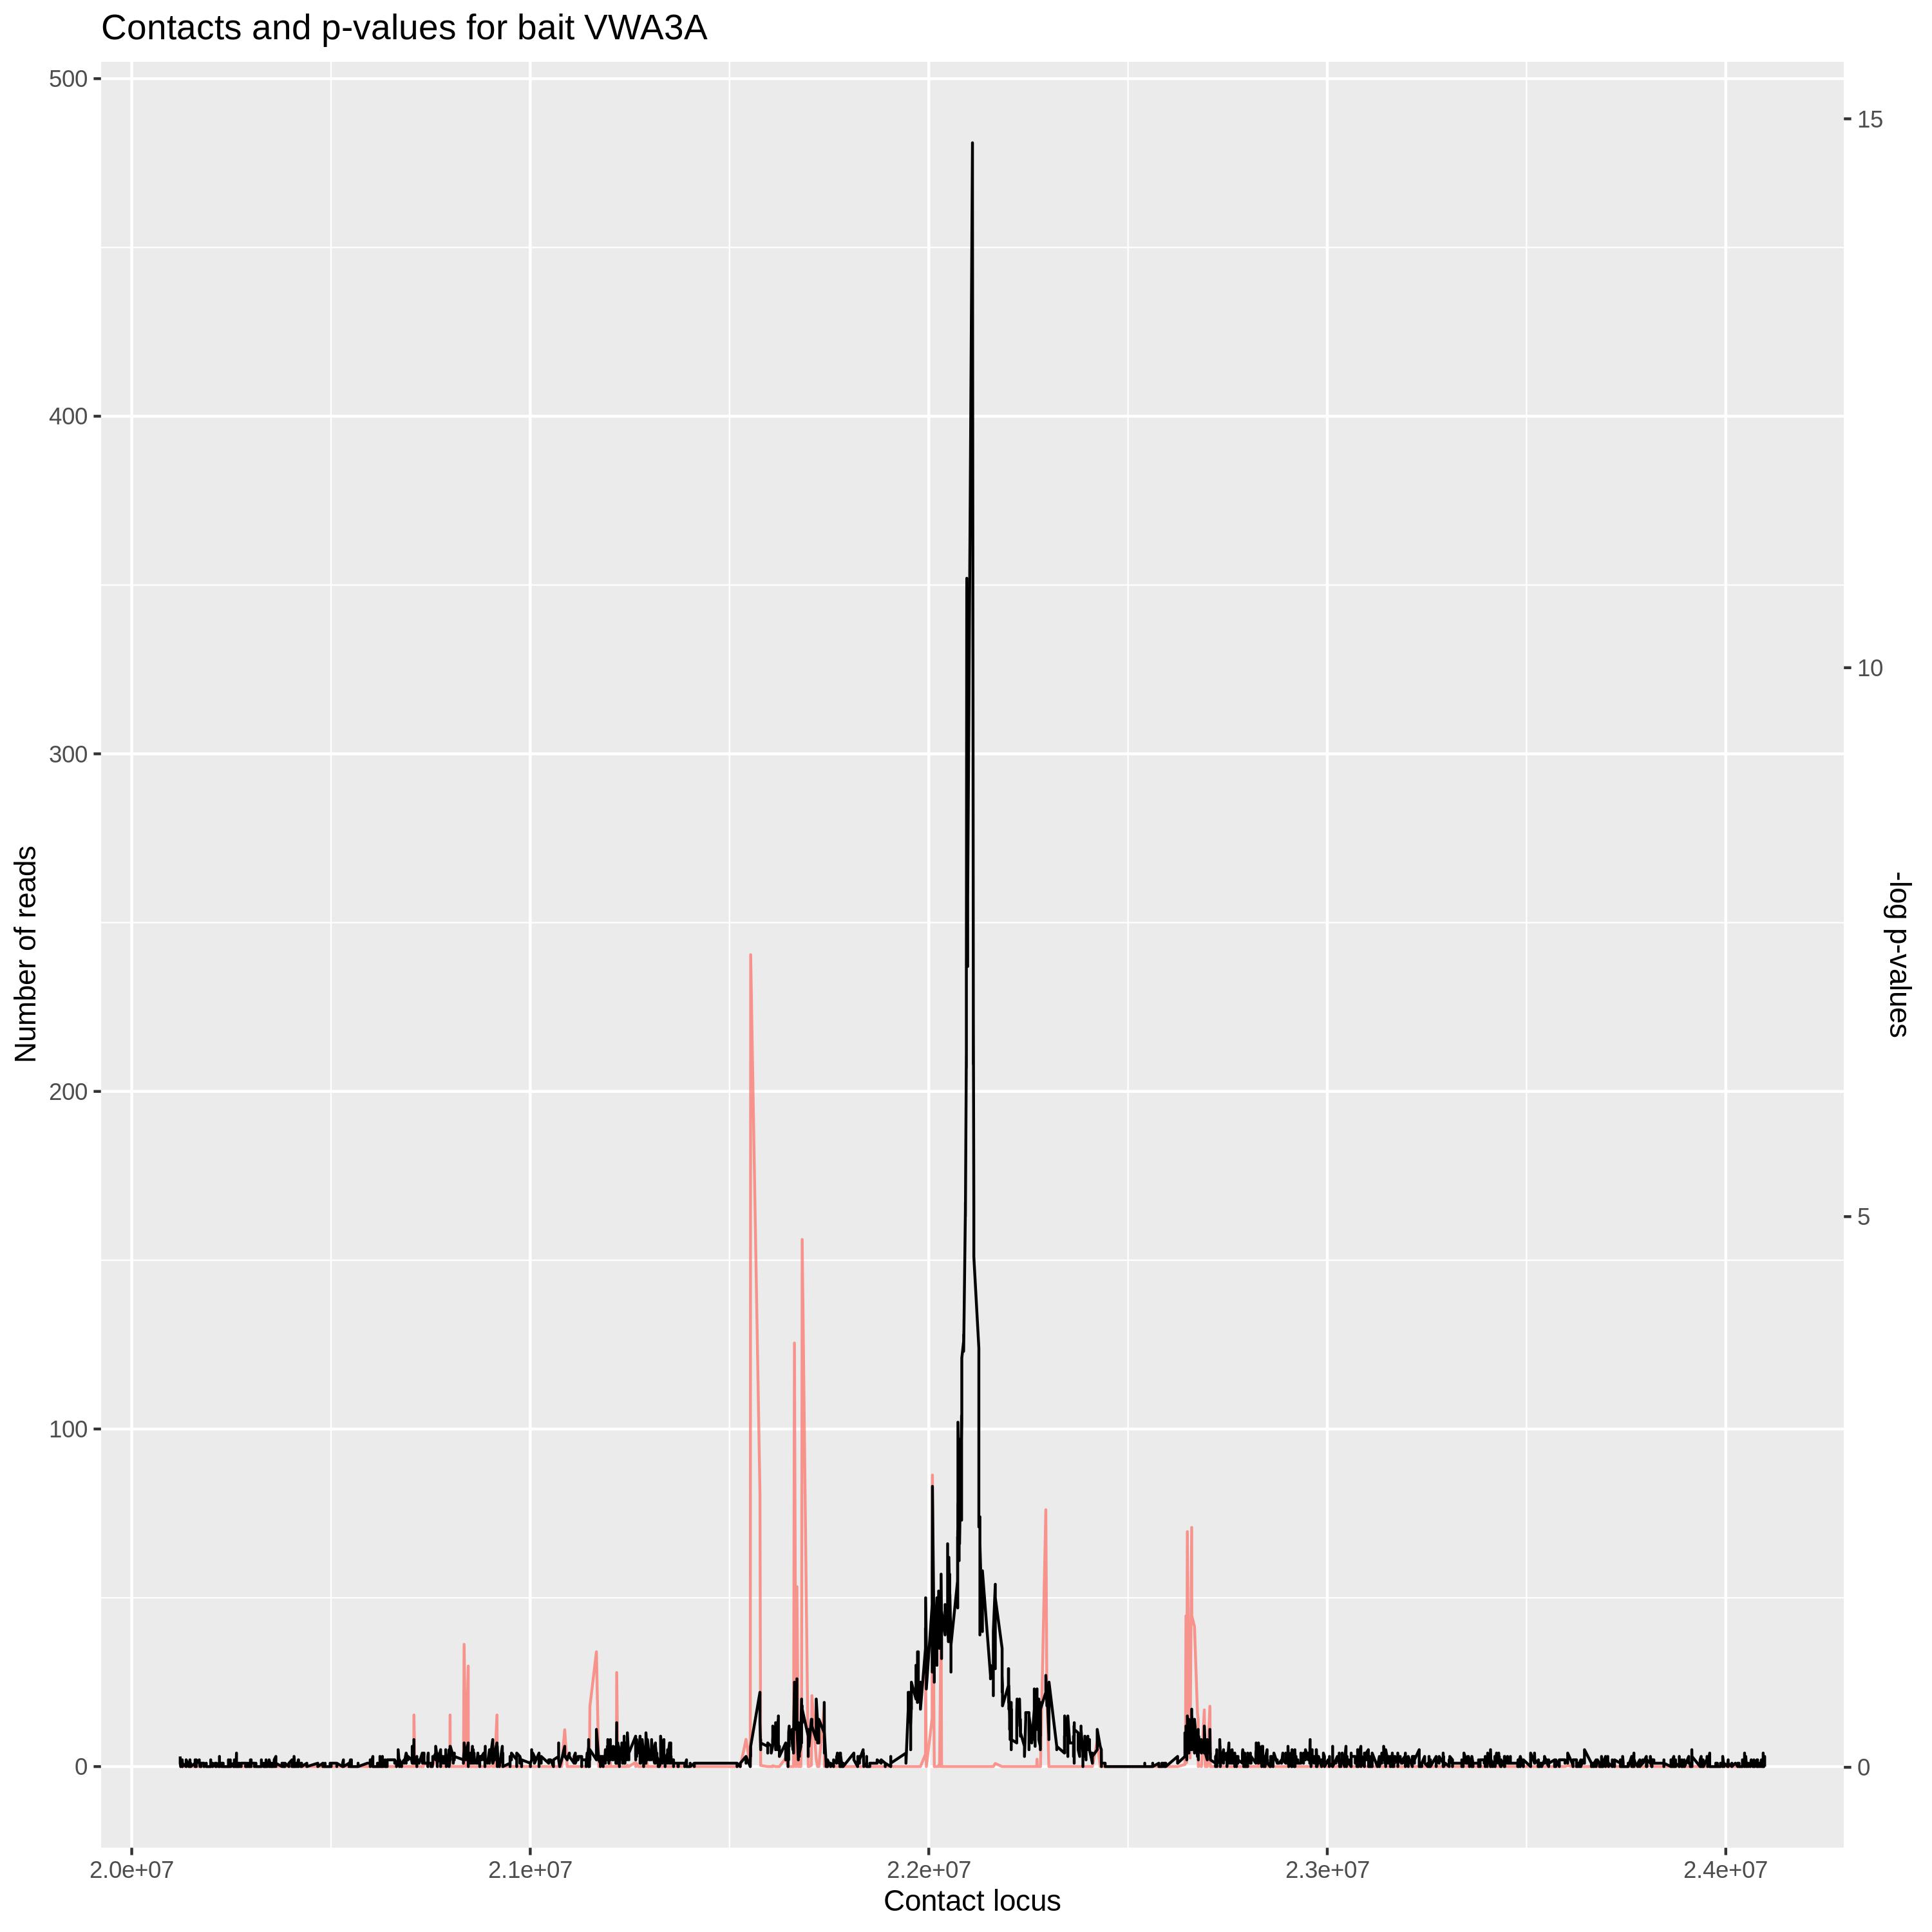 Contacts and p-values for bait VWA3A
500
400
300
200
100
0
Number of reads
15
10
5
0
-log p-values
2.0e+07 2.1e+07 2.2e+07 2.3e+07 2.4e+07
Contact locus